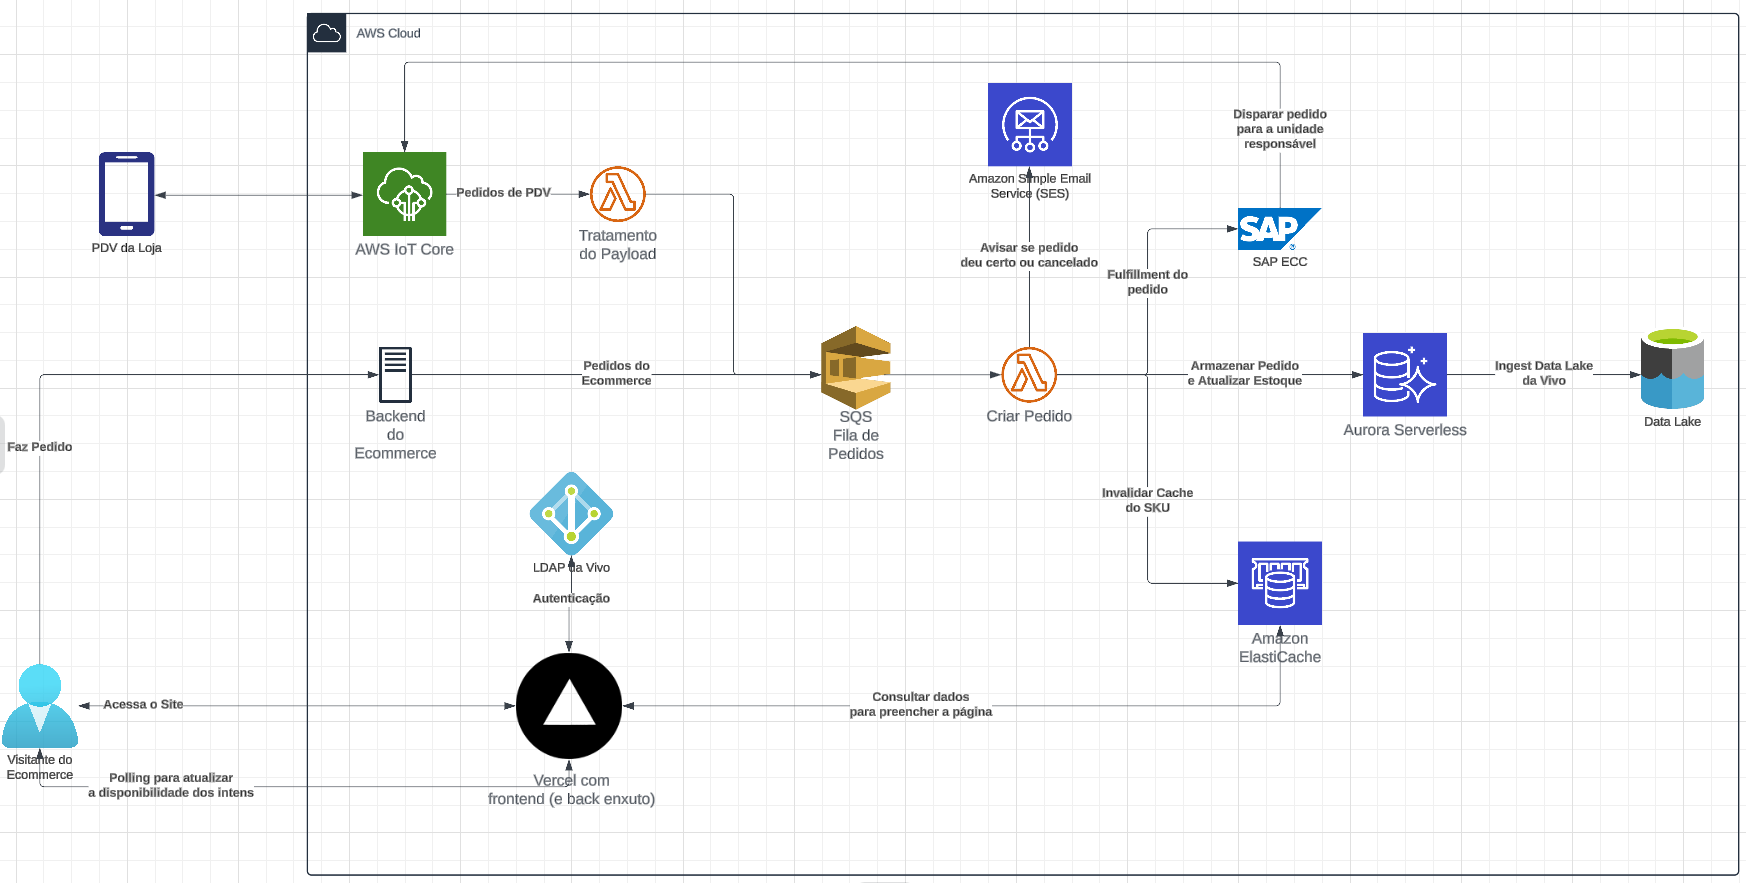 AWS Cloud
Disparar pedido
para a unidade
responsável
Amazon Simple Email
Service (SES)
Pedidos de PDV
PDV da Loja
AWS IoT Core
Tratamento
do Payload
SAP
®
SAP ECC
Avisar se pedido
deu certo ou cancelado
Fulfillment do
pedido
Pedidos do
Ecommerce
Armazenar Pedido
e Atualizar Estoque
Ingest Data Lake
da Vivo
Backend
do
Ecommerce
SQS
Fila de
Pedidos
Criar Pedido
Aurora Serverless
Data Lake
Faz Pedido
Invalidar Cache
do SKU
LDAP da Vivo
Autenticação
Amazon
ElastiCache
Acessa o Site
Consultar dados
para preencher a página
Visitante do
Ecommerce
Polling para atualizar
a disponibilidade dos intens
Vercel com
frontend (e back enxuto)